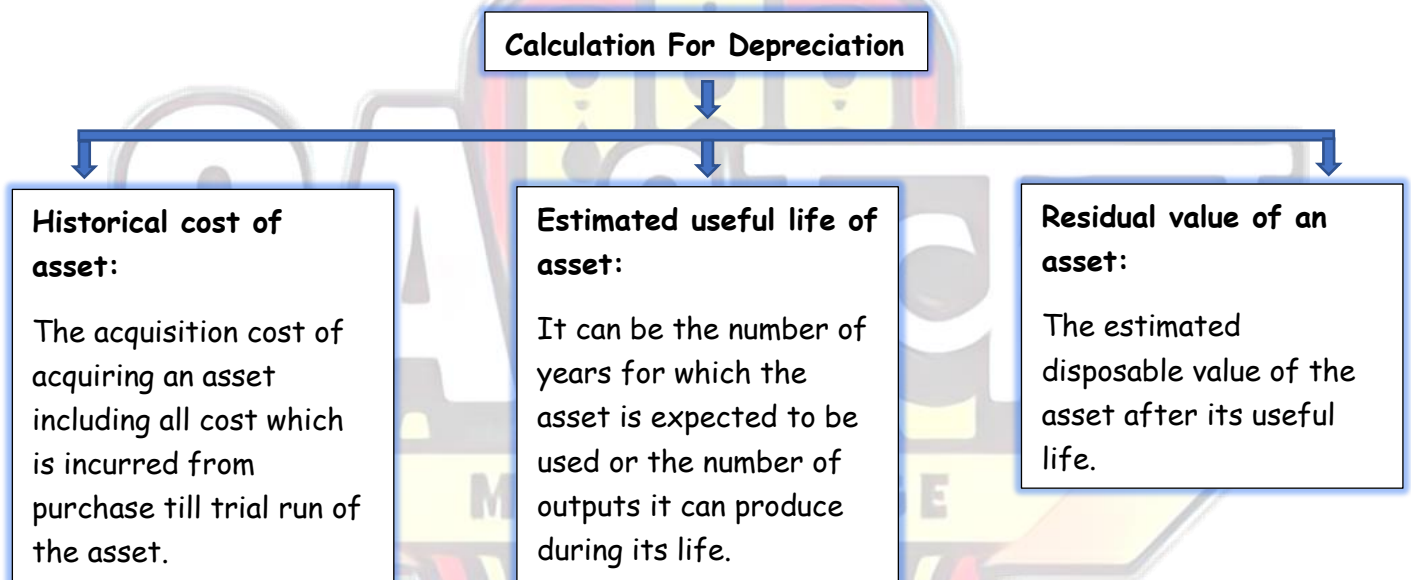 Calculation For Depreciation
Historical cost of
asset:
The acquisition cost of
acquiring an asset
including all cost which
is incurred from
purchase till trial run of
the asset.
Estimated useful life of
asset:
It can be the number of
years for which the
asset is expected to be
used or the number of
outputs it can produce
during its life.
Residual value of an
asset:
The estimated
disposable value of the
asset after its useful
life.